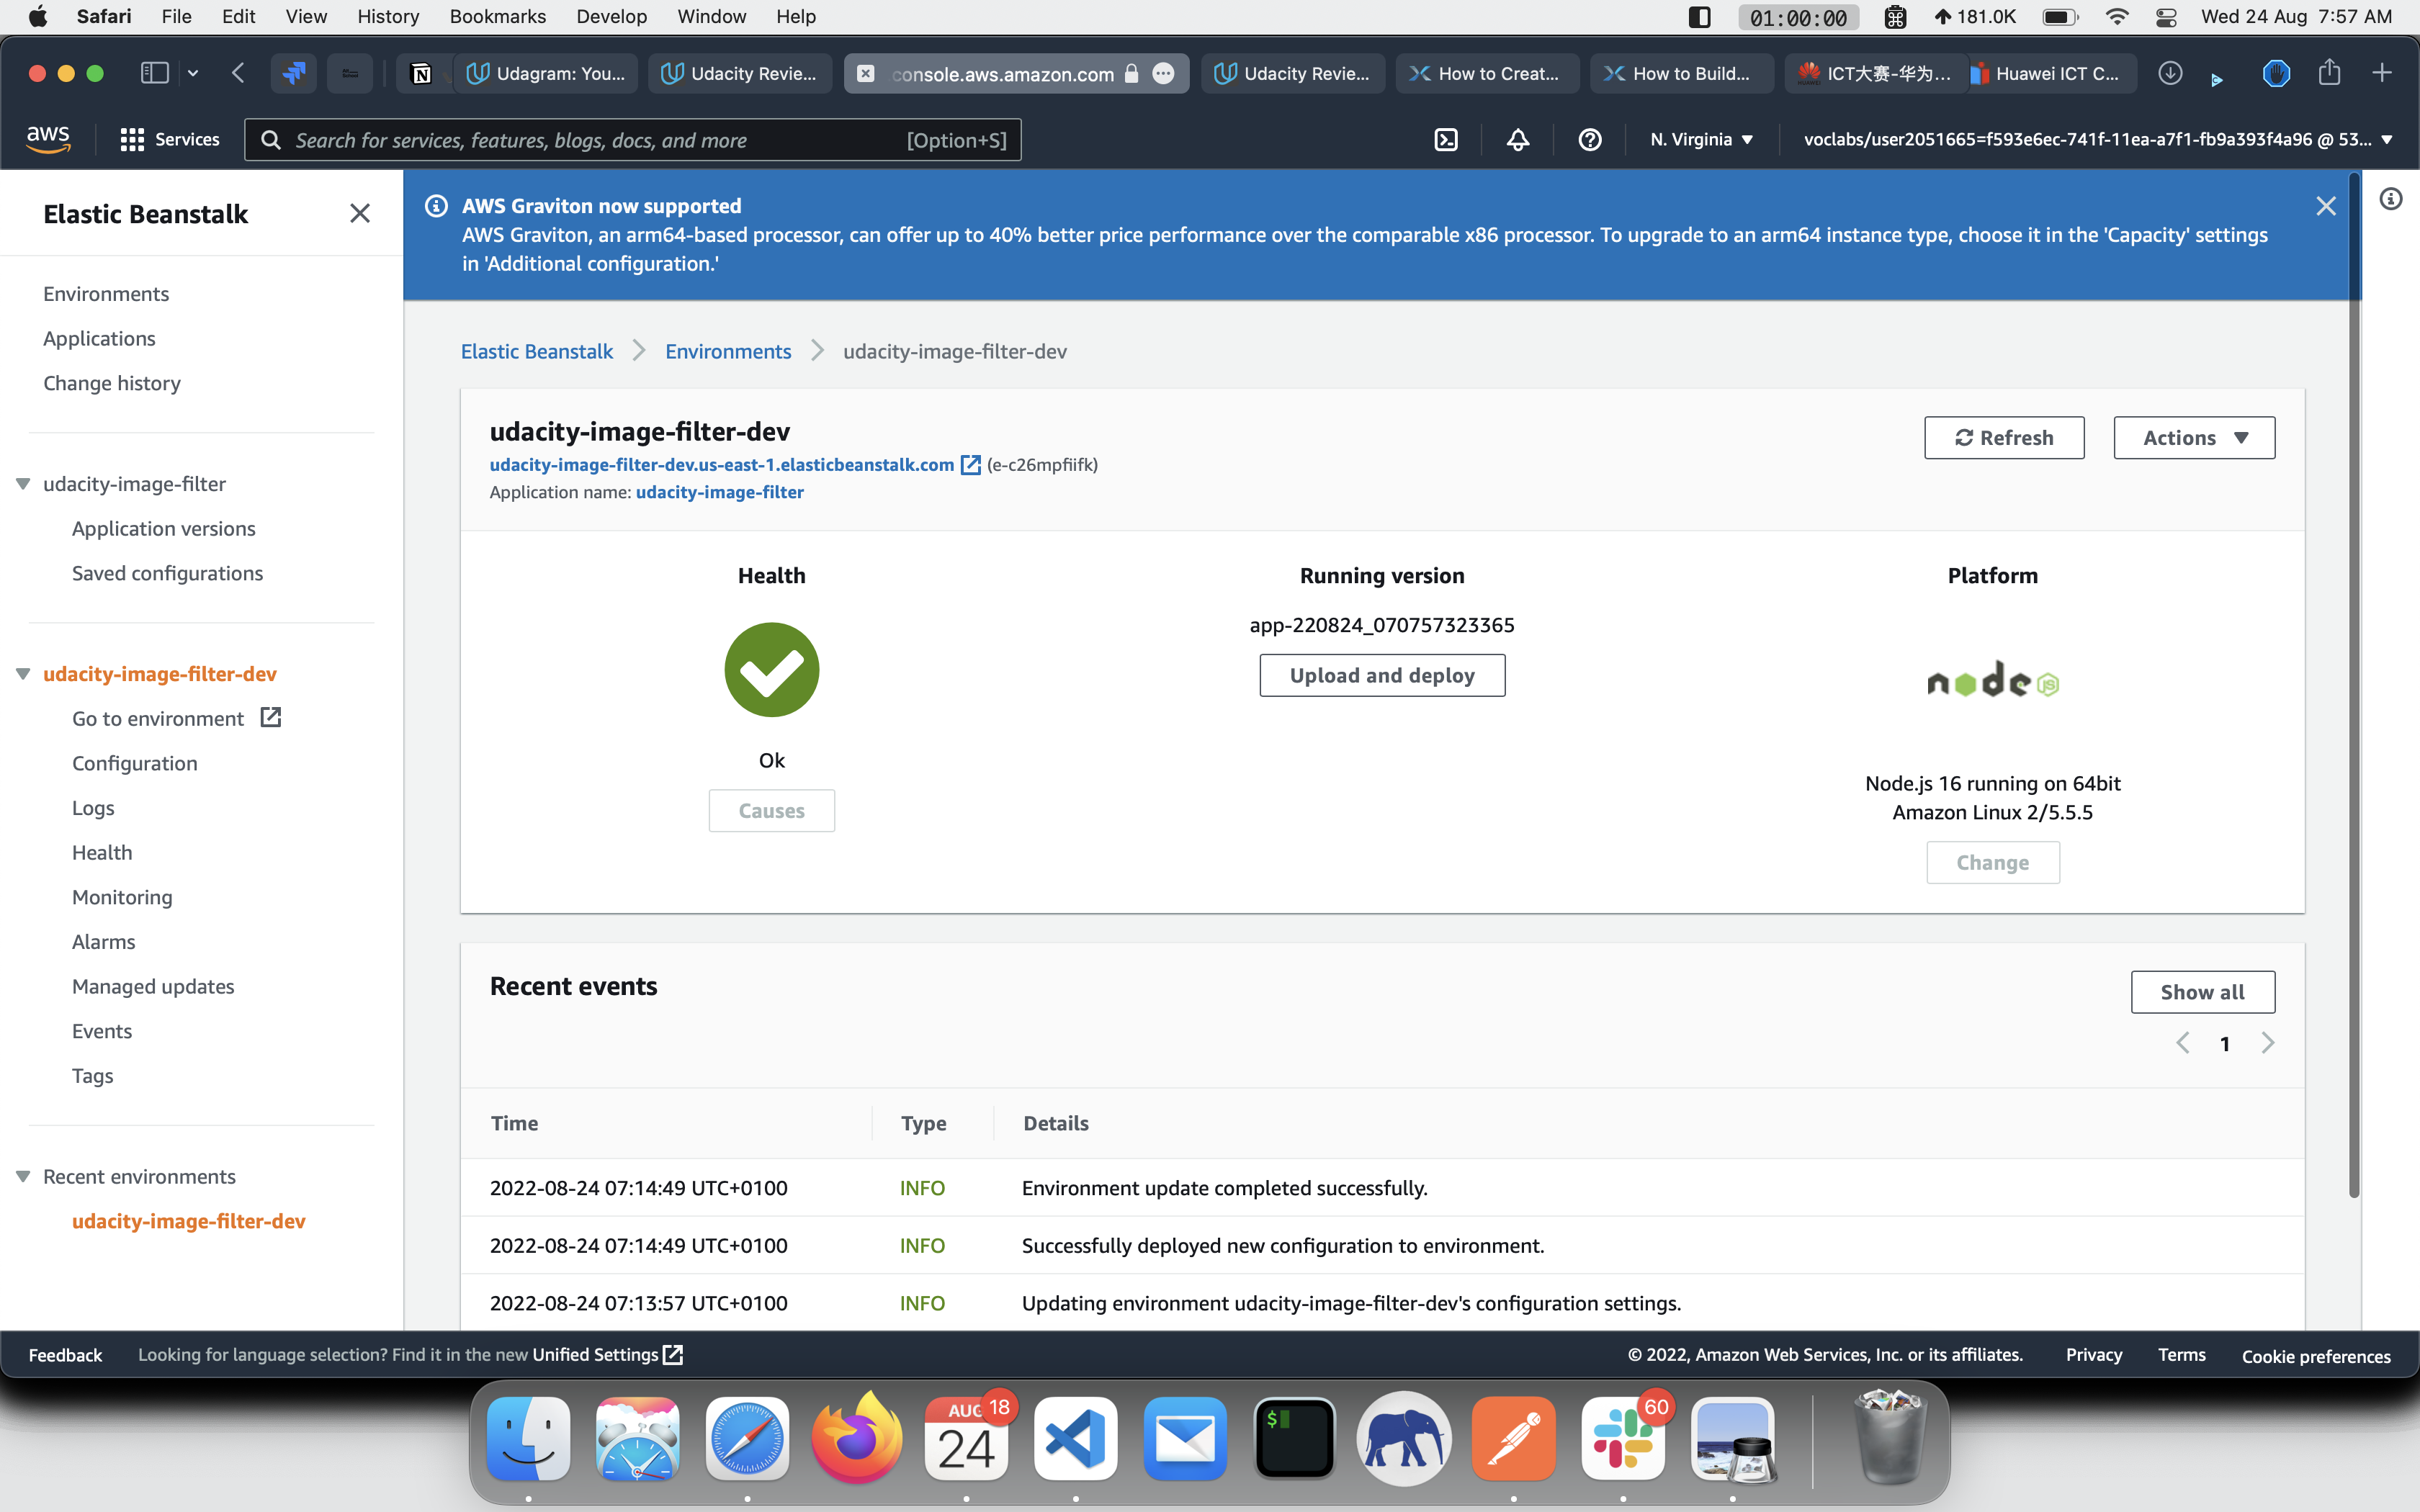 Safari File Edit View History Bookmarks Develop Window Help 01:00:00 181.0K Wed 24 Aug 7:57 AM
Udagram: You... Udacity Revie... console.aws.amazon.com Udacity Revie... How to Creat... How to Build... ICT大赛-华为... Huawei ICT C...
aws Services Search for services, features, blogs, docs, and more [Option+S] N. Virginia voclabs/user2051665=f593e6ec-741f-11ea-a7f1-fb9a393f4a96 @ 53...
Elastic Beanstalk
Environments
Applications
Change history
udacity-image-filter
Application versions
Saved configurations
udacity-image-filter-dev
Go to environment
Configuration
Logs
Health
Monitoring
Alarms
Managed updates
Events
Tags
Recent environments
udacity-image-filter-dev
AWS Graviton now supported
AWS Graviton, an arm64-based processor, can offer up to 40% better price performance over the comparable x86 processor. To upgrade to an arm64 instance type, choose it in the 'Capacity' settings
in 'Additional configuration.'
Elastic Beanstalk Environments udacity-image-filter-dev
udacity-image-filter-dev
Refresh Actions
udacity-image-filter-dev.us-east-1.elasticbeanstalk.com (e-c26mpfiifk)
Application name: udacity-image-filter
Health
Ok
Causes
Running version
app-220824_070757323365
Upload and deploy
Platform
node JS
Node.js 16 running on 64bit
Amazon Linux 2/5.5.5
Change
Recent events
Show all
1
Time Type Details
2022-08-24 07:14:49 UTC+0100 INFO Environment update completed successfully.
2022-08-24 07:14:49 UTC+0100 INFO Successfully deployed new configuration to environment.
2022-08-24 07:13:57 UTC+0100 INFO Updating environment udacity-image-filter-dev's configuration settings.
Feedback Looking for language selection? Find it in the new Unified Settings © 2022, Amazon Web Services, Inc. or its affiliates. Privacy Terms Cookie preferences
AUG 18
24
$
60